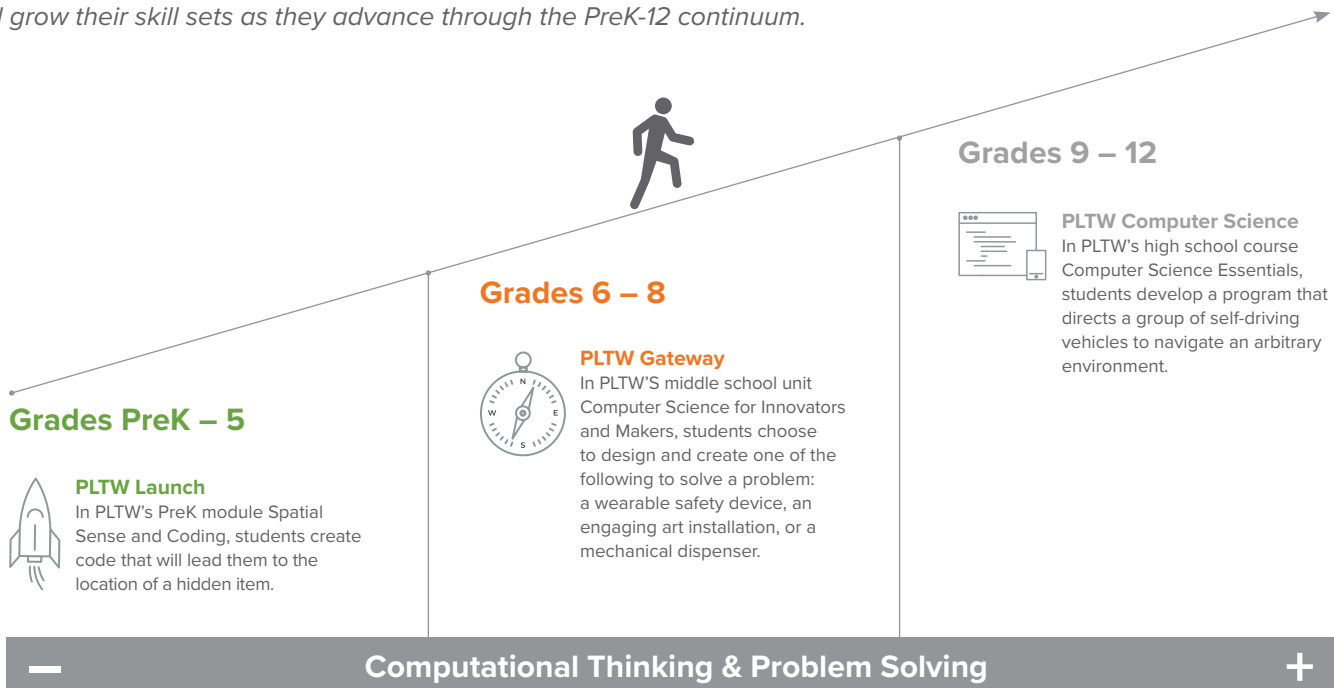 l grow their skill sets as they advance through the PreK-12 continuum.
Grades PreK – 5
PLTW Launch
In PLTW's PreK module Spatial
Sense and Coding, students create
code that will lead them to the
location of a hidden item.
Grades 6 – 8
N
W
E
S
PLTW Gateway
In PLTW'S middle school unit
Computer Science for Innovators
and Makers, students choose
to design and create one of the
following to solve a problem:
a wearable safety device, an
engaging art installation, or a
mechanical dispenser.
Grades 9 – 12
PLTW Computer Science
In PLTW's high school course
Computer Science Essentials,
students develop a program that
directs a group of self-driving
vehicles to navigate an arbitrary
environment.
– Computational Thinking & Problem Solving +